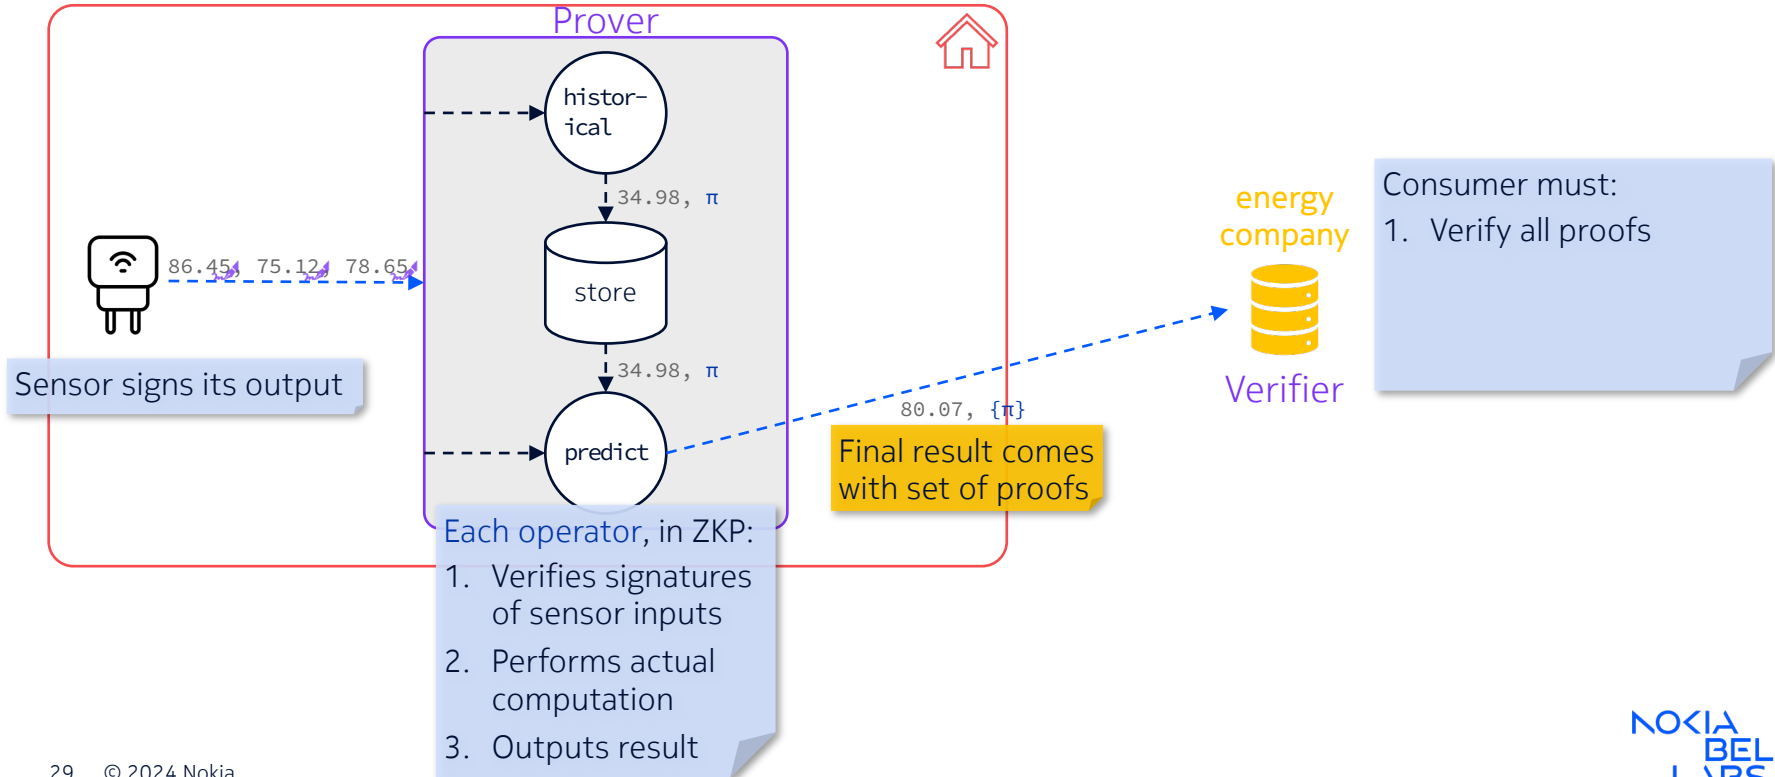 Prover
histor-
ical
34.98, π
86.45, 75.12, 78.65,
store
34.98, π
Sensor signs its output
predict
80.07, {π}
Final result comes
with set of proofs
energy
company
Verifier
Consumer must:
1. Verify all proofs
Each operator, in ZKP:
1. Verifies signatures
of sensor inputs
2. Performs actual
computation
3. Outputs result
29 © 2024 Nokia
NOKIA
BELL
LABS